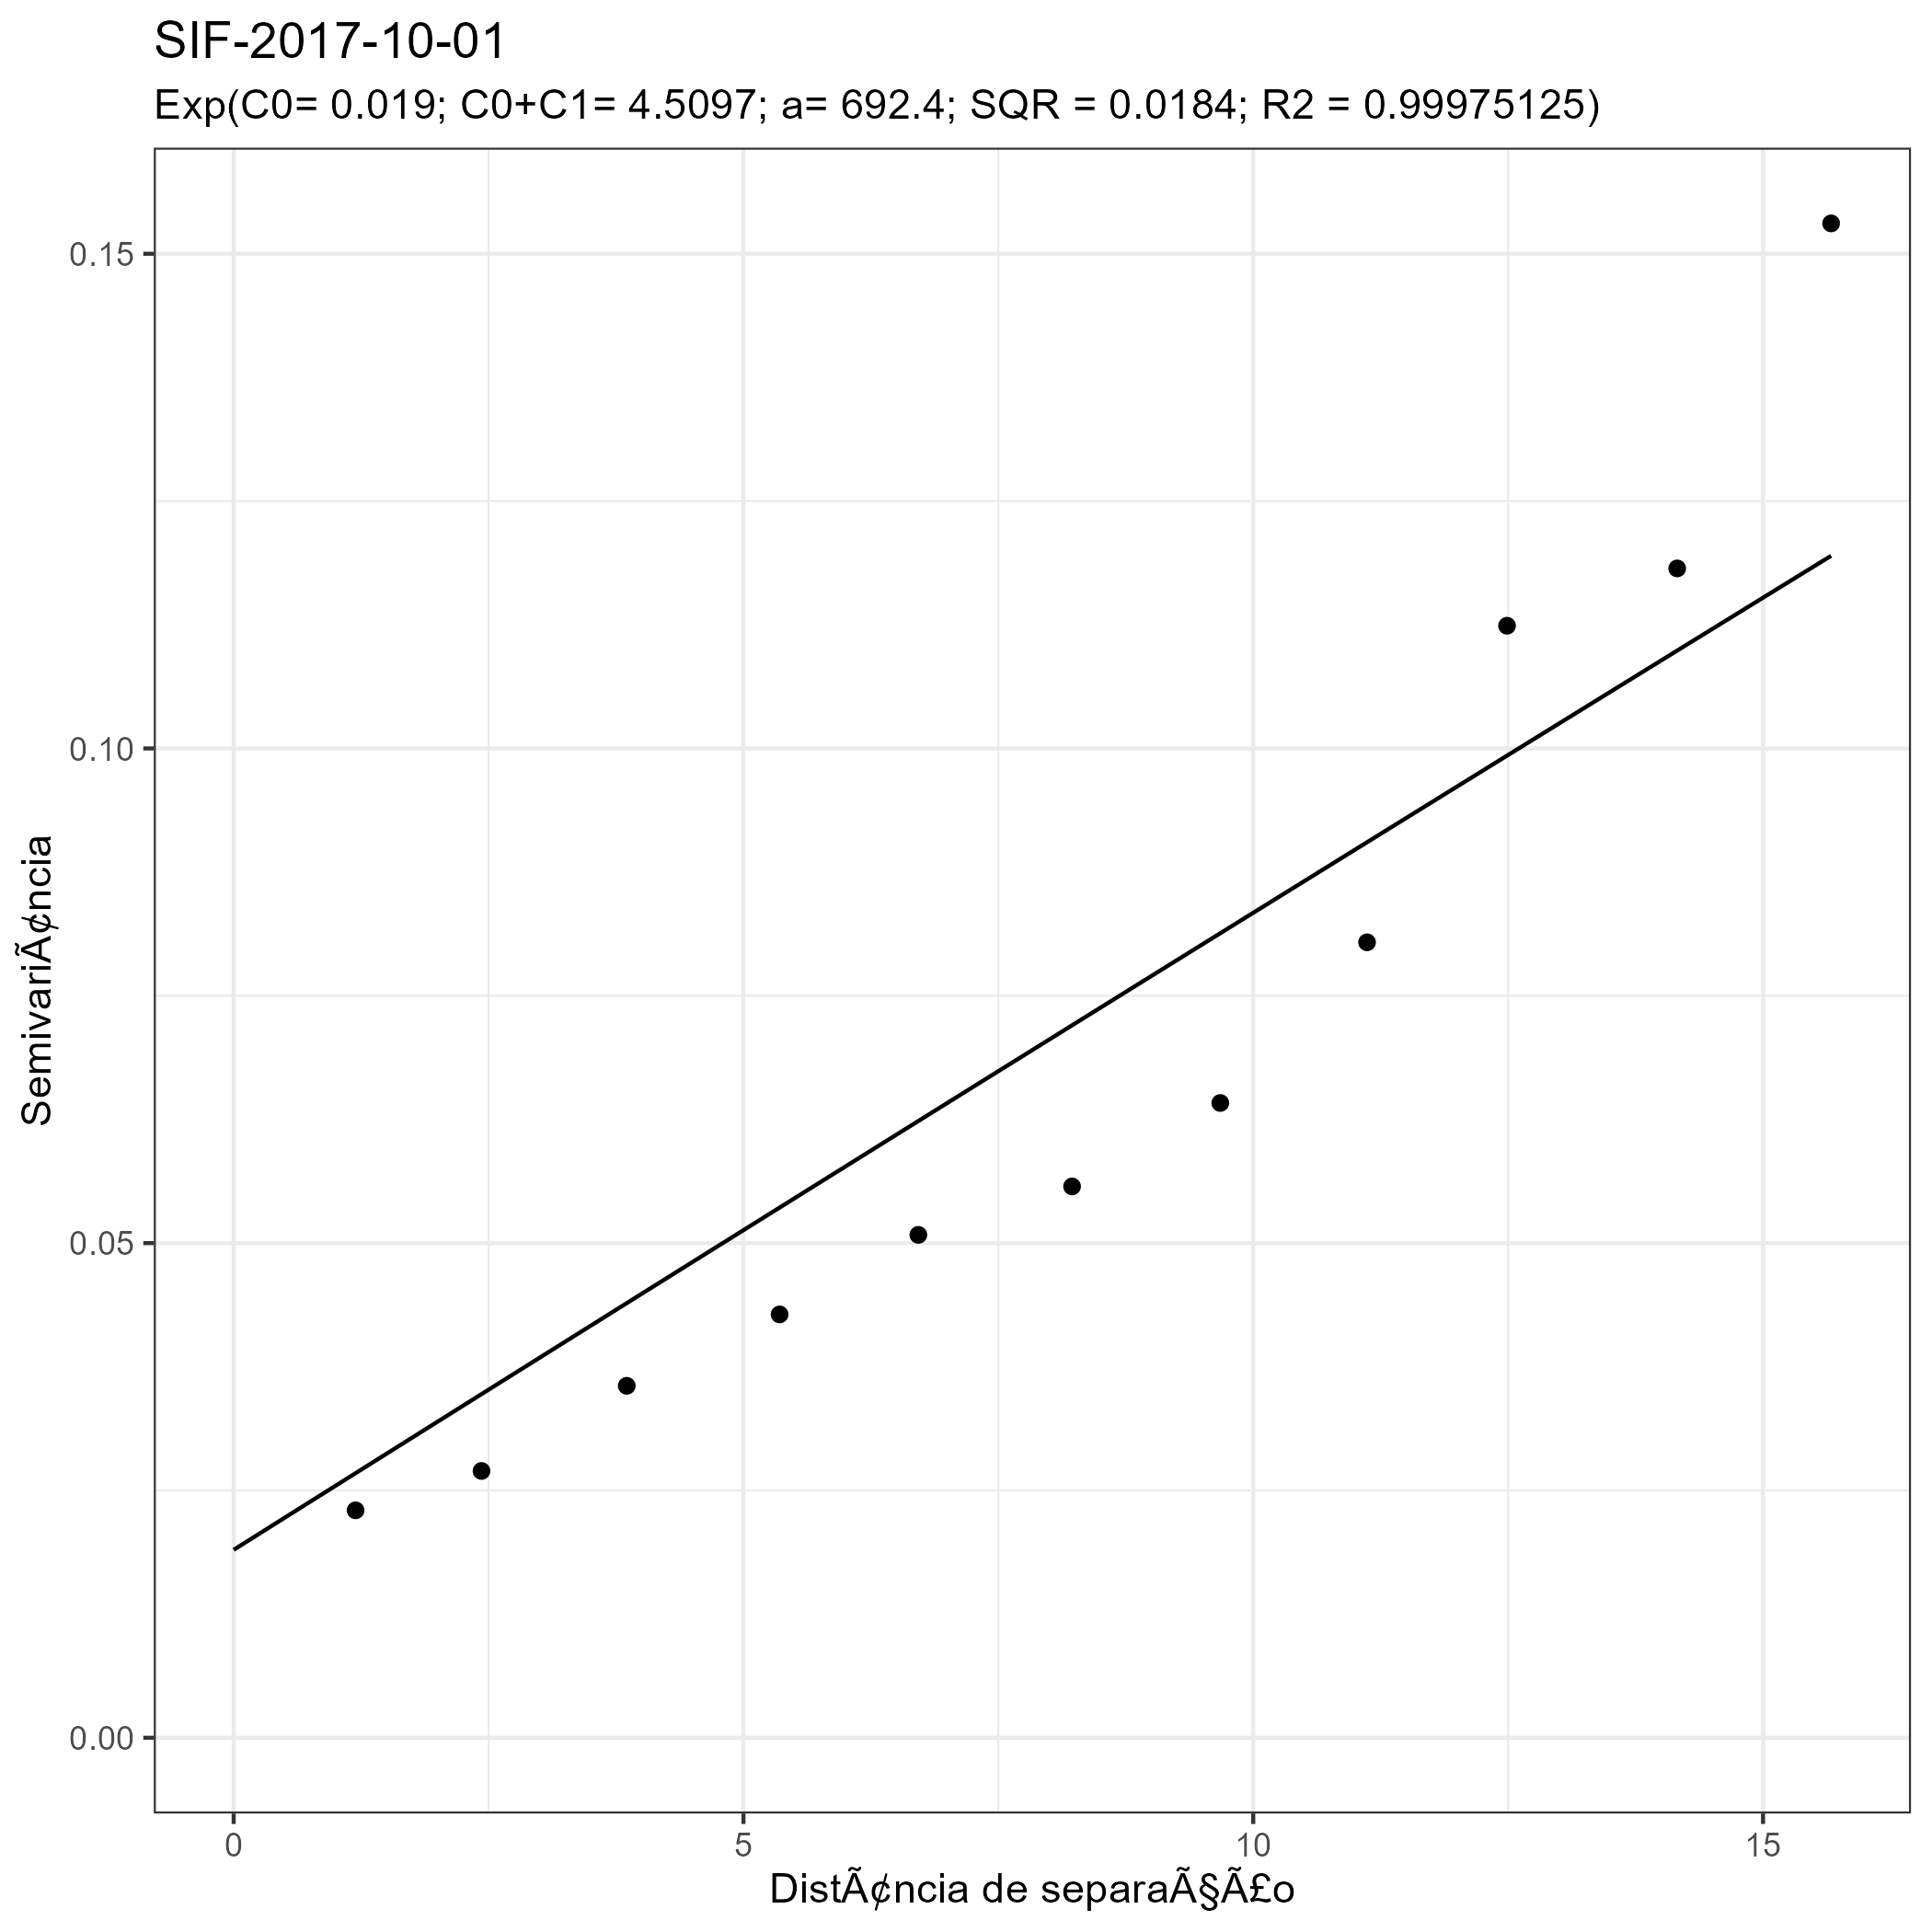 SIF-2017-10-01
Exp(C0= 0.019; C0+C1= 4.5097; a= 692.4; SQR = 0.0184; R2 = 0.99975125)
0.15
0.10
0.05
0.00
SemivariÃ¢ncia
0
5
10
15
DistÃ¢ncia de separaÃ§Ã£o